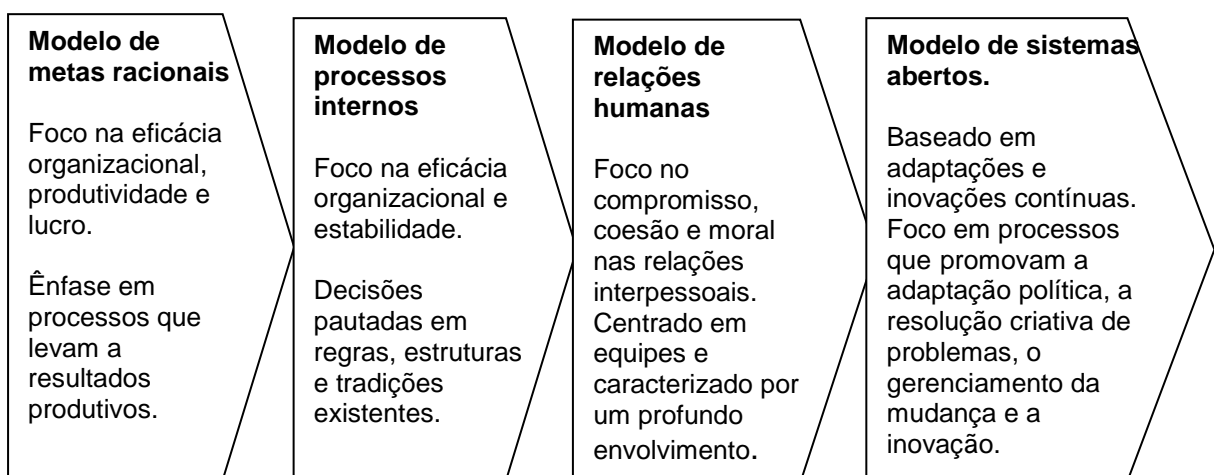 Modelo de
metas racionais
Foco na eficácia
organizacional,
produtividade e
lucro.
Ênfase em
processos que
levam a
resultados
produtivos.
Modelo de
processos
internos
Foco na eficácia
organizacional e
estabilidade.
Decisões
pautadas em
regras, estruturas
e tradições
existentes.
Modelo de
relações
humanas
Foco no
compromisso,
coesão e moral
nas relações
interpessoais.
Centrado em
equipes e
caracterizado por
um profundo
envolvimento.
Modelo de sistemas
abertos.
Baseado em
adaptações e
inovações contínuas.
Foco em processos
que promovam a
adaptação política, a
resolução criativa de
problemas, o
gerenciamento da
mudança e a
inovação.